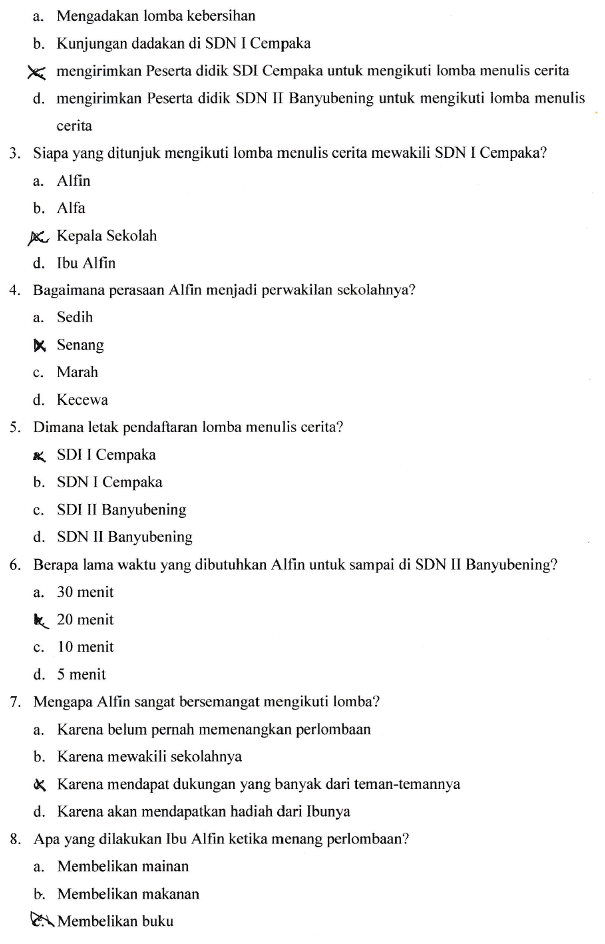 a. Mengadakan lomba kebersihan
b. Kunjungan dadakan di SDN I Cempaka
c. mengirimkan Peserta didik SDI Cempaka untuk mengikuti lomba menulis cerita
d. mengirimkan Peserta didik SDN II Banyubening untuk mengikuti lomba menulis
cerita
3. Siapa yang ditunjuk mengikuti lomba menulis cerita mewakili SDN I Cempaka?
a. Alfin
b. Alfa
c. Kepala Sekolah
d. Ibu Alfin
4. Bagaimana perasaan Alfin menjadi perwakilan sekolahnya?
a. Sedih
b. Senang
c. Marah
d. Kecewa
5. Dimana letak pendaftaran lomba menulis cerita?
a. SDI I Cempaka
b. SDN I Cempaka
c. SDI II Banyubening
d. SDN II Banyubening
6. Berapa lama waktu yang dibutuhkan Alfin untuk sampai di SDN II Banyubening?
a. 30 menit
b. 20 menit
c. 10 menit
d. 5 menit
7. Mengapa Alfin sangat bersemangat mengikuti lomba?
a. Karena belum pernah memenangkan perlombaan
b. Karena mewakili sekolahnya
c. Karena mendapat dukungan yang banyak dari teman-temannya
d. Karena akan mendapatkan hadiah dari Ibunya
8. Apa yang dilakukan Ibu Alfin ketika menang perlombaan?
a. Membelikan mainan
b. Membelikan makanan
c. Membelikan buku